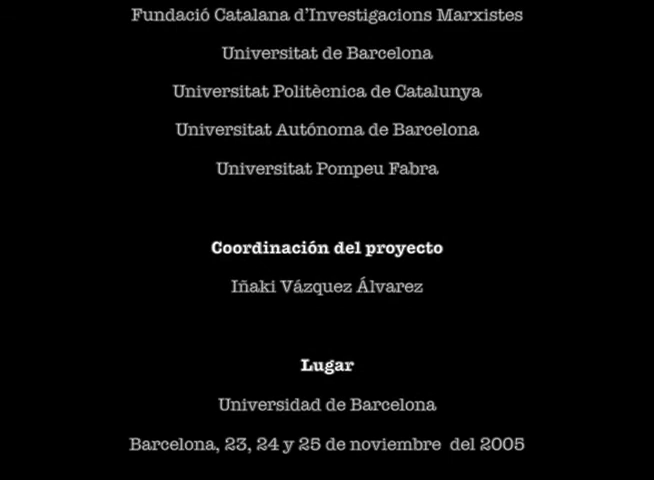 Fundació Catalana d'Investigacions Marxistes
Universitat de Barcelona
Universitat Politècnica de Catalunya
Universitat Autónoma de Barcelona
Universitat Pompeu Fabra
Coordinación del proyecto
Iñaki Vázquez Álvarez
Lugar
Universidad de Barcelona
Barcelona, 23, 24 y 25 de noviembre del 2005